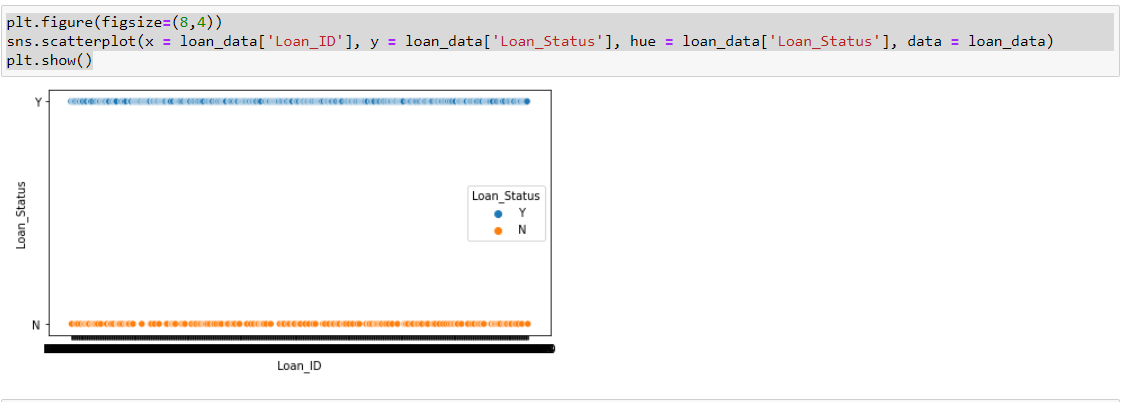 plt.figure(figsize=(8,4))
sns.scatterplot(x = loan_data['Loan_ID'], y = loan_data['Loan_Status'], hue = loan_data['Loan_Status'], data = loan_data)
plt.show()
Y
Loan_Status
Loan_Status
Y
N
N
Loan_ID